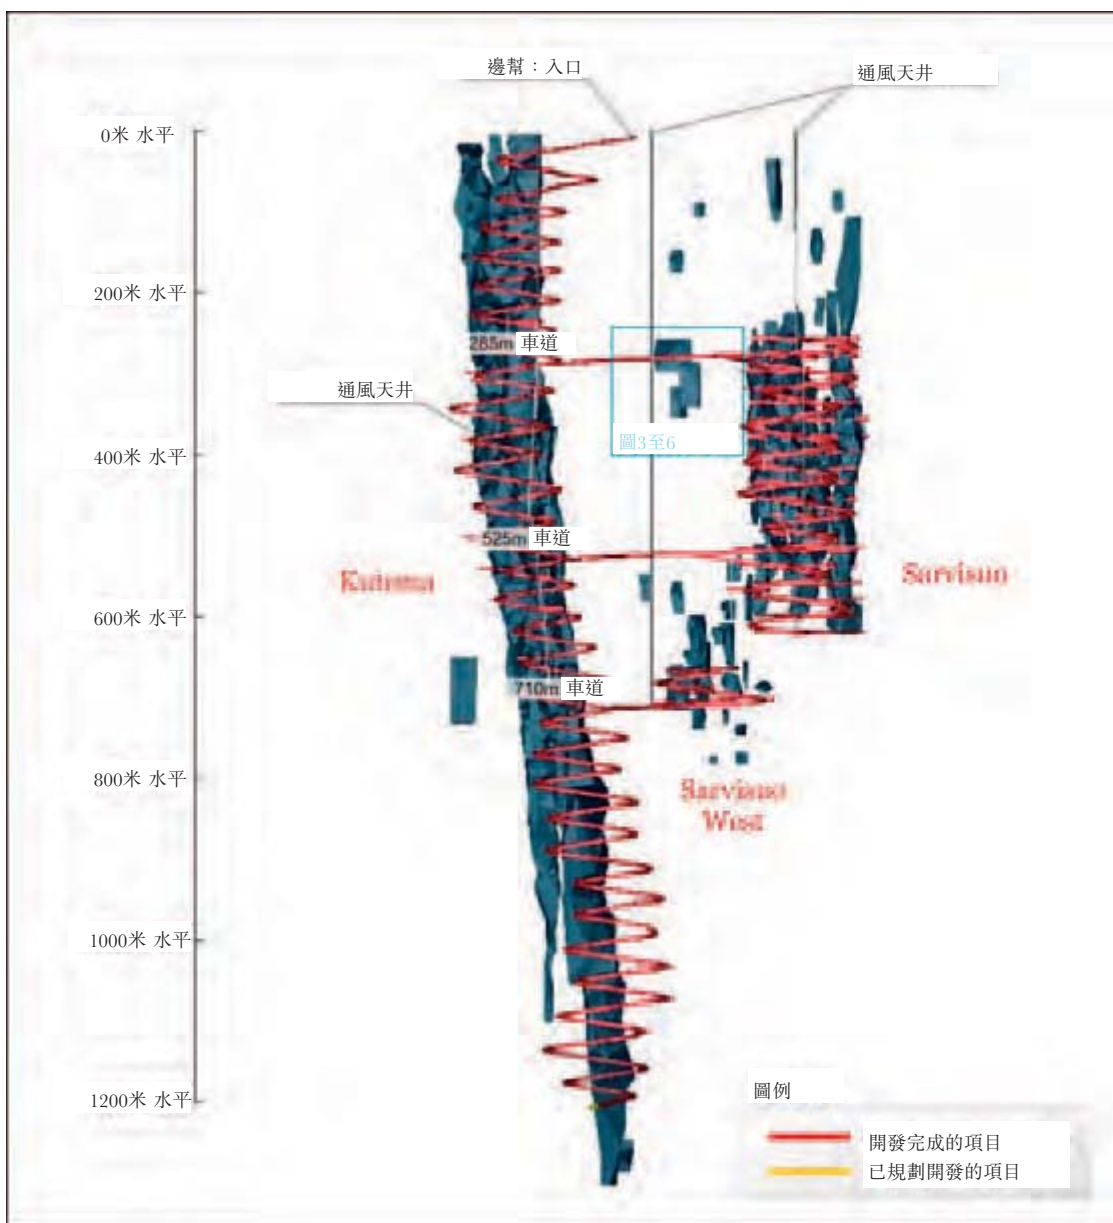 邊幫：入口
通風天井
0米 水平
200米 水平
285m 車道
通風天井
圖3至6
400米 水平
525m 車道
Sarvisuo
600米 水平
710m 車道
800米 水平
Sarvisuo
West
1000米 水平
1200米 水平
圖例
開發完成的項目
已規劃開發的項目